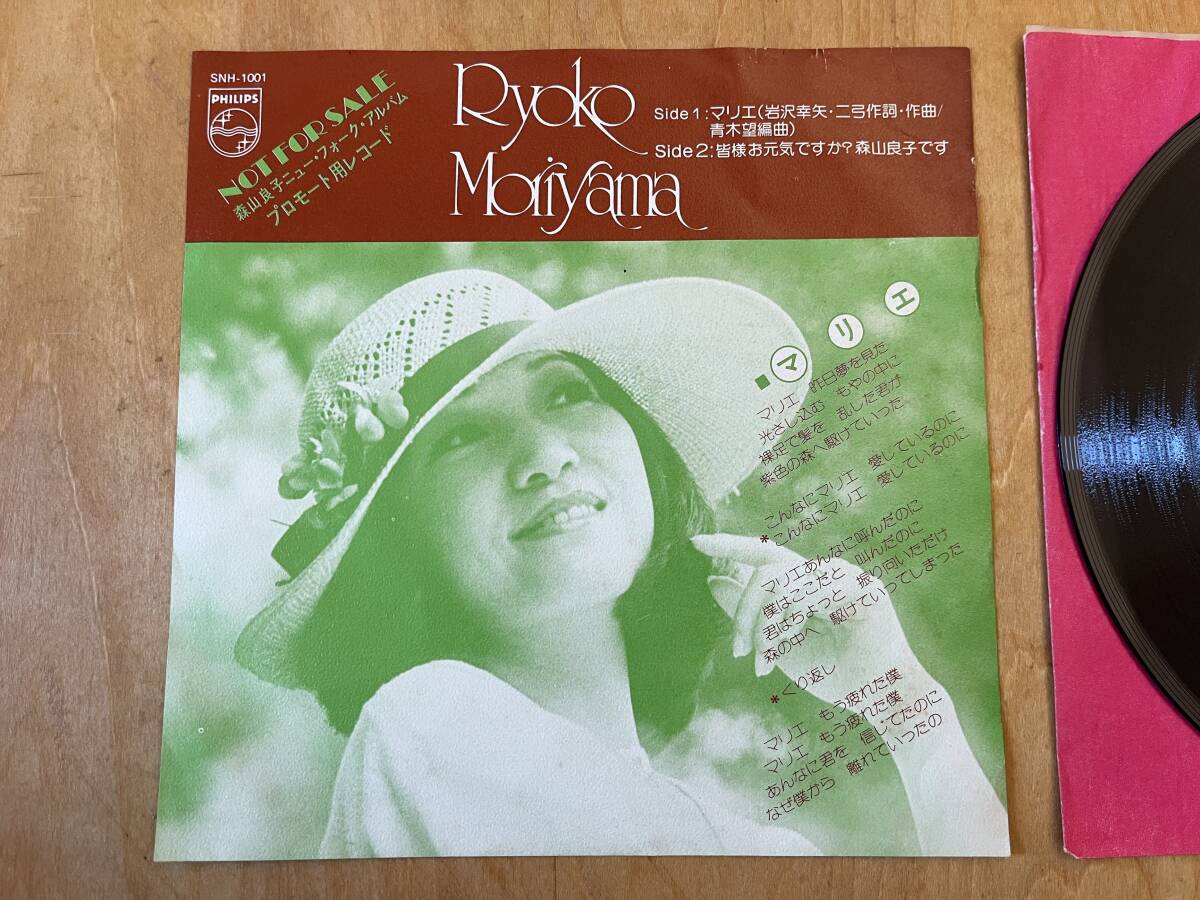 SNH-1001
PHILIPS
NOT FOR SALE
森山良子ニュー・フォーク・アルバム
プロモート用レコード
Ryoko
Moriyama
Side 1:マリエ(岩沢幸矢・二弓作詞・作曲/
青木望編曲)
Side 2:皆様お元気ですか?森山良子です
■マリエ
マリエ 昨日夢を見た
光さし込む もやの中に
裸足で髪を 乱した君が
紫色の森へ駆けていった
こんなにマリエ 愛しているのに
*こんなにマリエ 愛しているのに
マリエあんなに呼んだのに
僕はここだと 叫んだのに
君はちょっと 振り向いただけ
森の中へ 駆けていってしまった
*くり返し
マリエ もう疲れた僕
マリエ もう疲れた僕
あんなに君を 信じてたのに
なぜ僕から 離れていったの